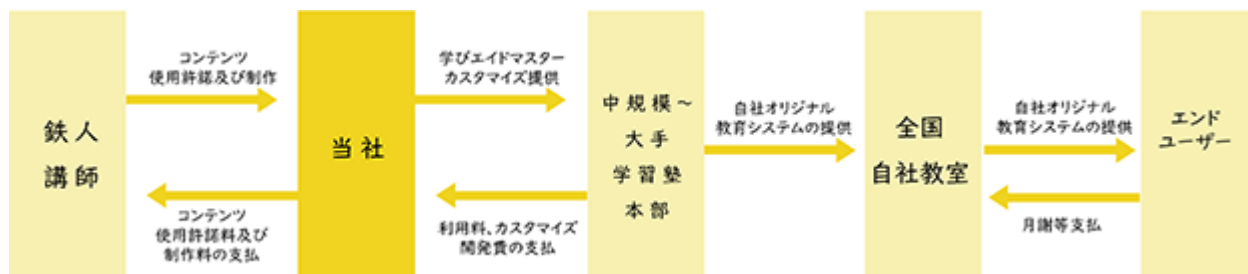 コンテンツ
使用許諾及び制作
学びエイドマスター
カスタマイズ提供
鉄人
講師
当社
中規模~
大手
学習塾
本部
自社オリジナル
教育システムの提供
全国
自社教室
自社オリジナル
教育システムの提供
エンド
ユーザー
コンテンツ
使用許諾料及び
制作料の支払
利用料、カスタマイズ
開発費の支払
月謝等支払